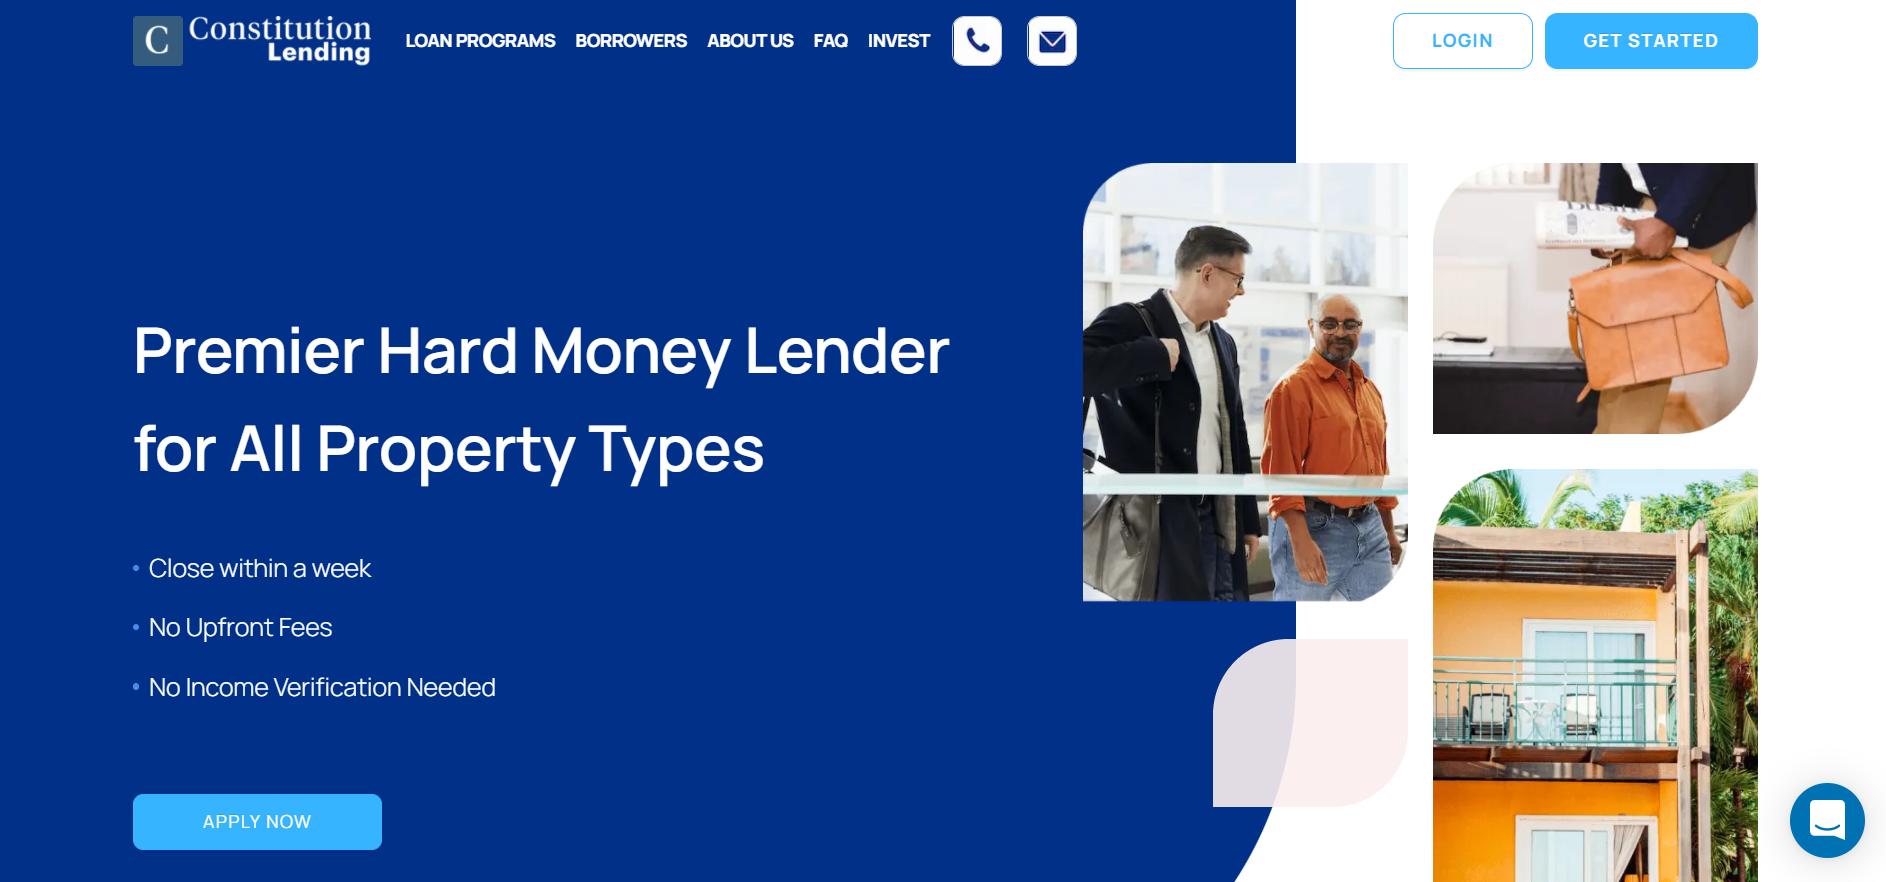 C Constitution
Lending
LOAN PROGRAMS BORROWERS ABOUT US FAQ INVEST
LOGIN GET STARTED
Premier Hard Money Lender
for All Property Types
• Close within a week
• No Upfront Fees
• No Income Verification Needed
APPLY NOW